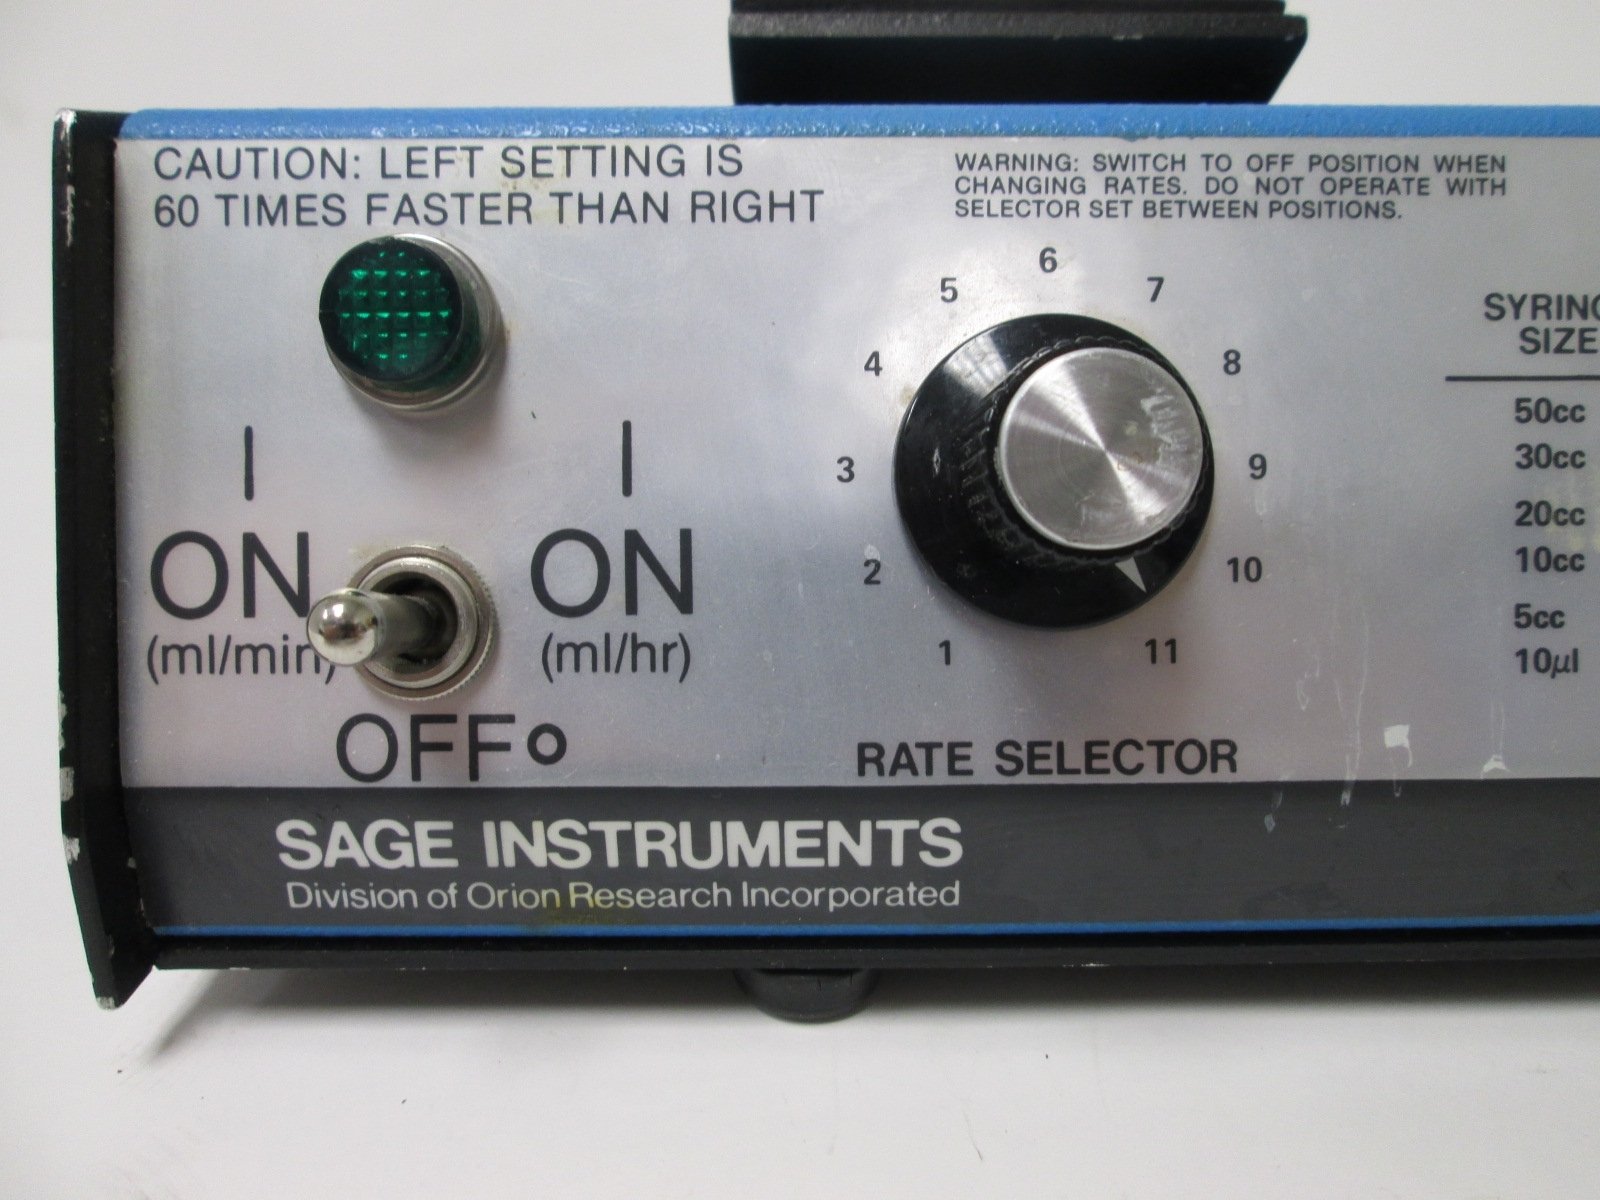 CAUTION: LEFT SETTING IS
60 TIMES FASTER THAN RIGHT
WARNING: SWITCH TO OFF POSITION WHEN
CHANGING RATES. DO NOT OPERATE WITH
SELECTOR SET BETWEEN POSITIONS.
I
ON
(ml/min)
I
ON
(ml/hr)
OFF O
1
2
3
4
5
6
7
8
9
10
11
RATE SELECTOR
SYRING
SIZE
50cc
30cc
20cc
10cc
5cc
10µl
SAGE INSTRUMENTS
Division of Orion Research Incorporated